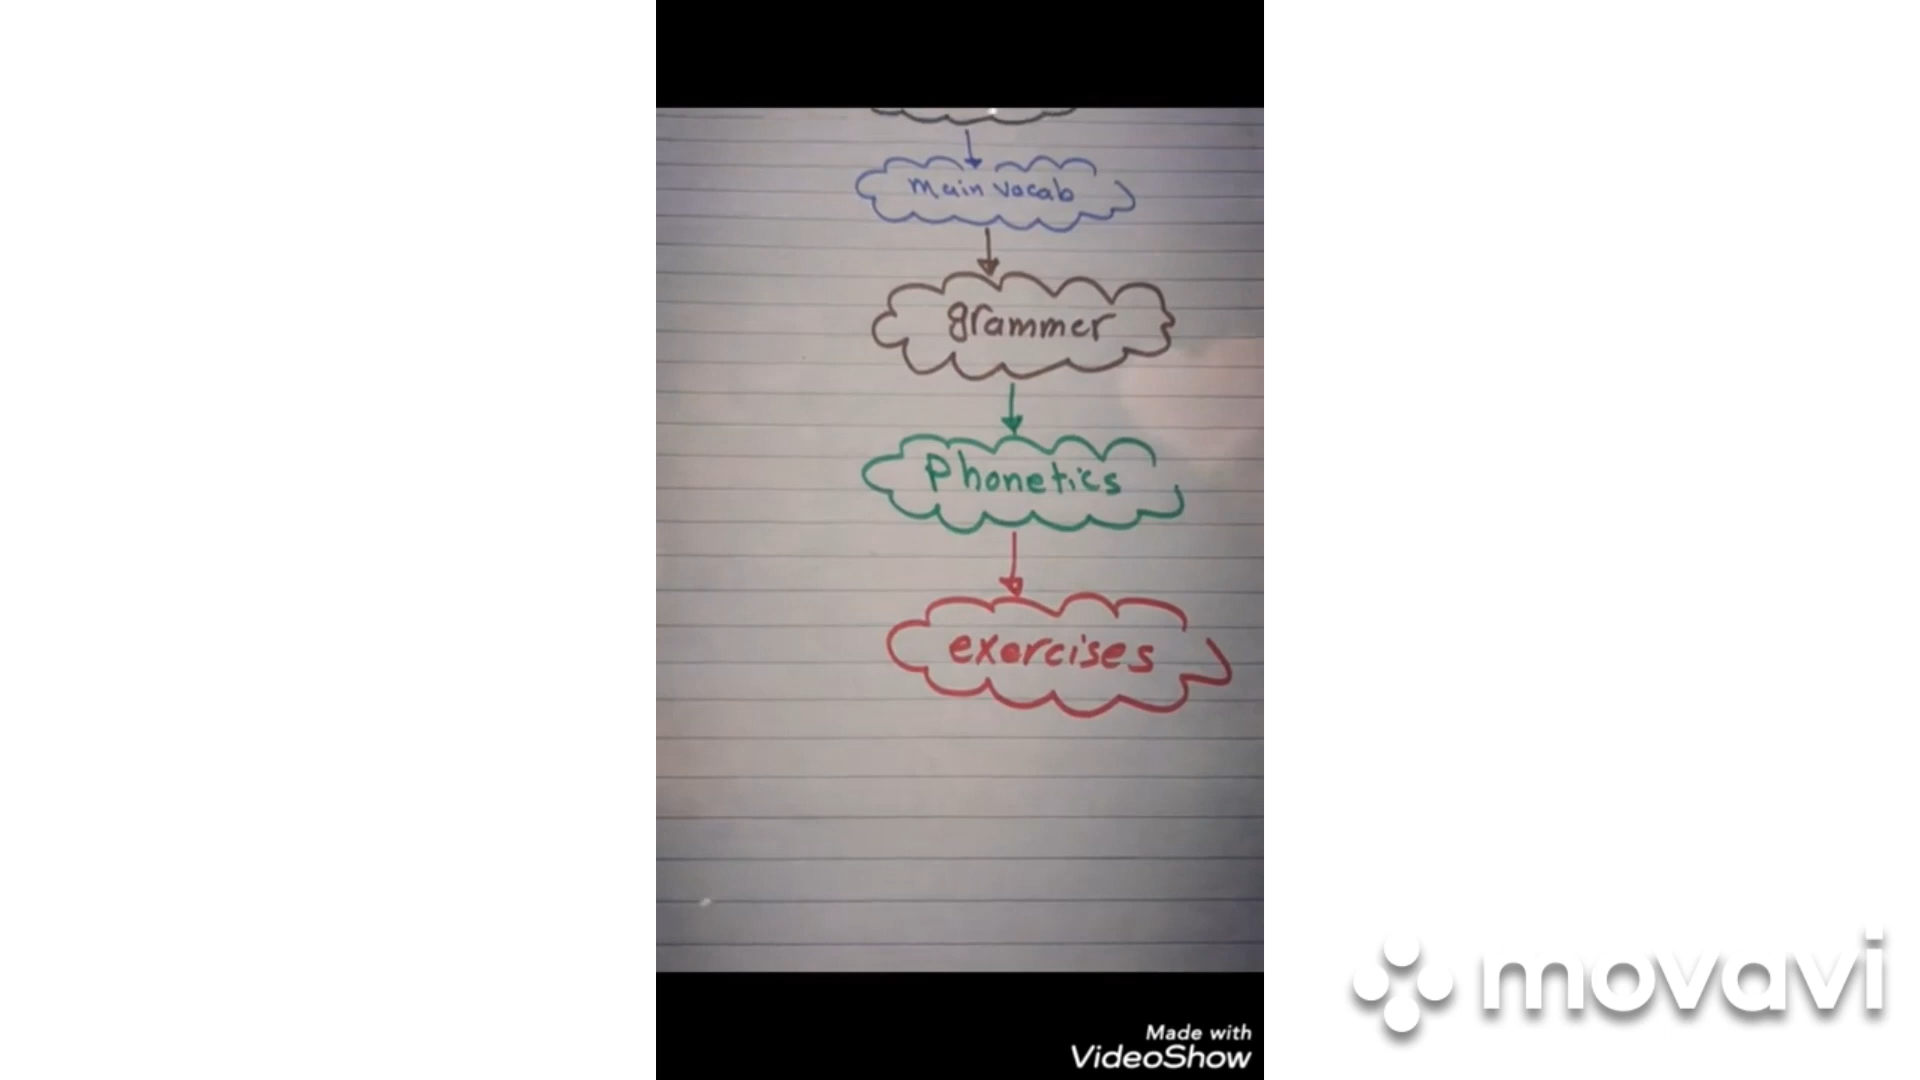 main vocab
grammer
Phonetics
exercises
Made with
VideoShow
movavi